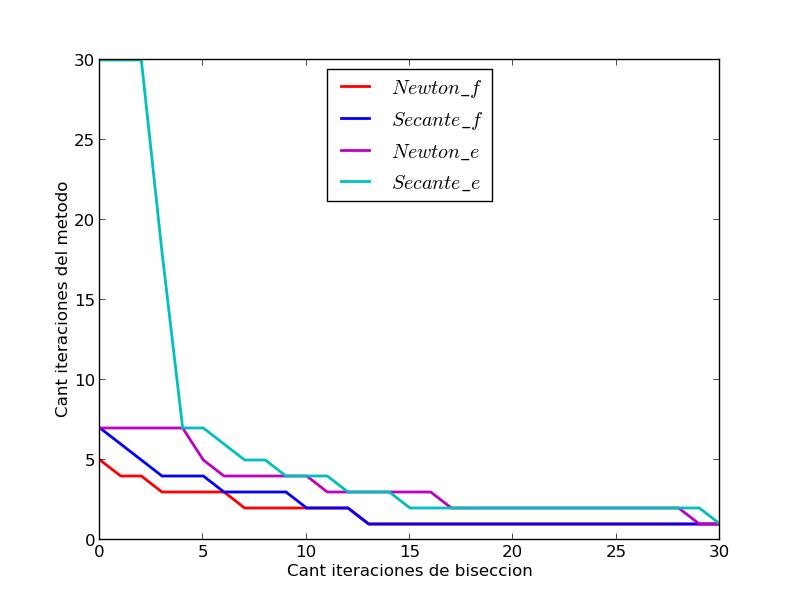 30
25
20
15
10
5
0
Cant iteraciones del metodo
Newton_f
Secante_f
Newton_e
Secante_e
0 5 10 15 20 25 30
Cant iteraciones de biseccion